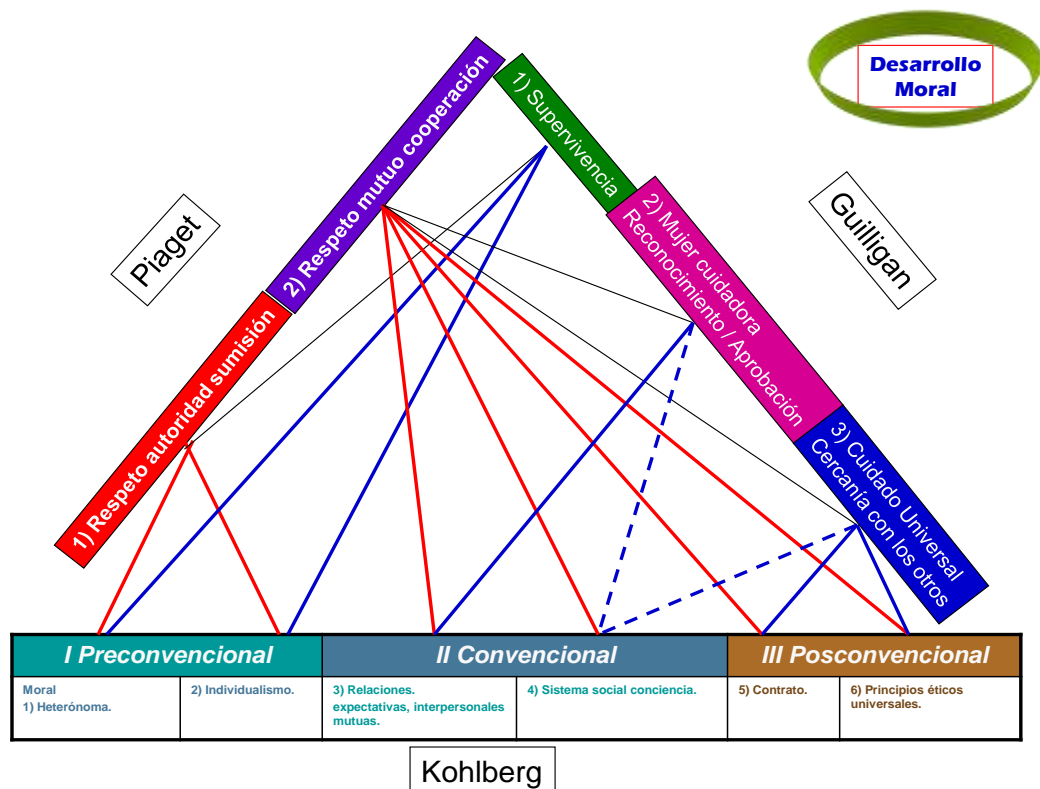 Desarrollo
Moral
Piaget
1) Respeto autoridad sumisión
2) Respeto mutuo cooperación
1) Supervivencia
2) Mujer cuidadora
Reconocimiento / Aprobación
3) Cuidado Universal
Cercanía con los otros
Guilligan
I Preconvencional
II Convencional
III Posconvencional
Moral
1) Heterónoma.
2) Individualismo.
3) Relaciones.
expectativas, interpersonales
mutuas.
4) Sistema social conciencia.
5) Contrato.
6) Principios éticos
universales.
Kohlberg